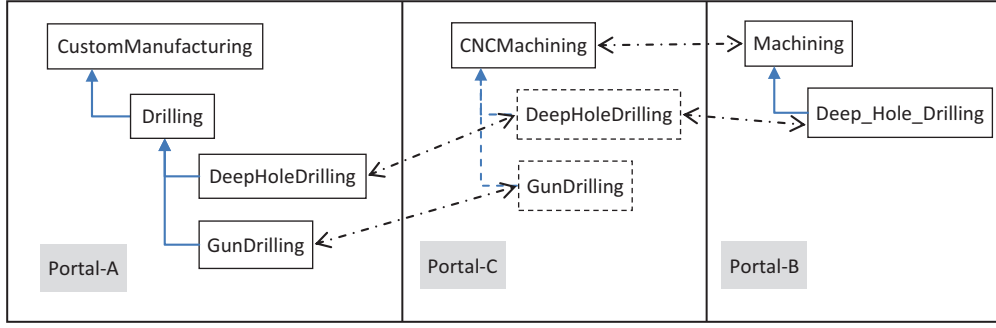 CustomManufacturing
Drilling
DeepHoleDrilling
GunDrilling
Portal-A
CNCMachining
DeepHoleDrilling
GunDrilling
Portal-C
Machining
Deep_Hole_Drilling
Portal-B